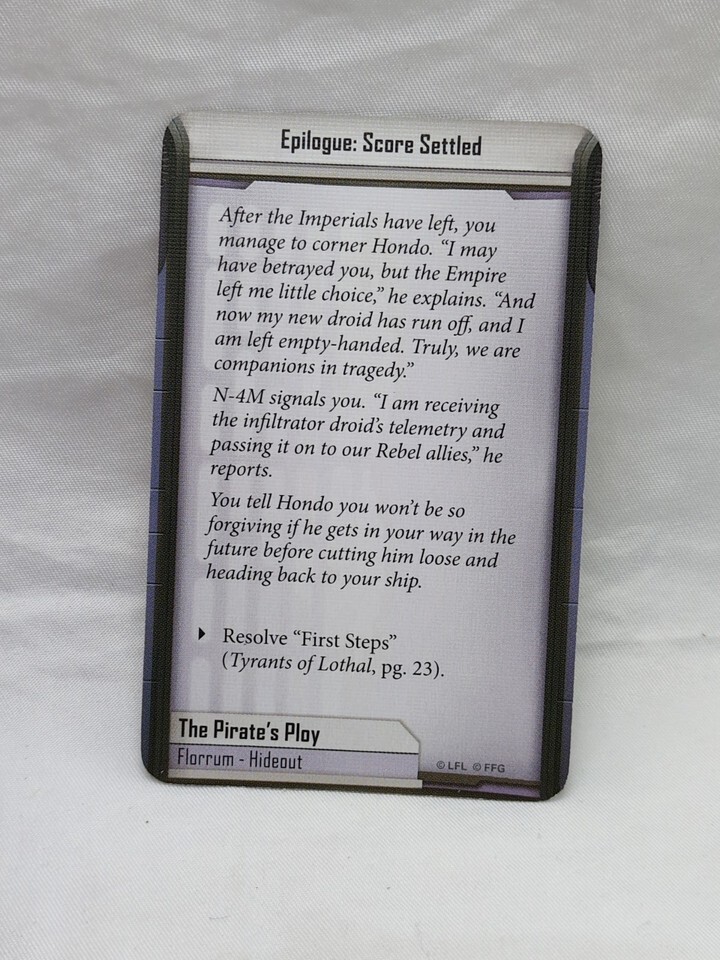 Epilogue: Score Settled
After the Imperials have left, you
manage to corner Hondo. “I may
have betrayed you, but the Empire
left me little choice,” he explains. “And
now my new droid has run off, and I
am left empty-handed. Truly, we are
companions in tragedy.”
N-4M signals you. “I am receiving
the infiltrator droid’s telemetry and
passing it on to our Rebel allies,” he
reports.
You tell Hondo you won’t be so
forgiving if he gets in your way in the
future before cutting him loose and
heading back to your ship.
Resolve “First Steps”
(Tyrants of Lothal, pg. 23).
The Pirate’s Ploy
Florrum - Hideout
© LFL © FFG